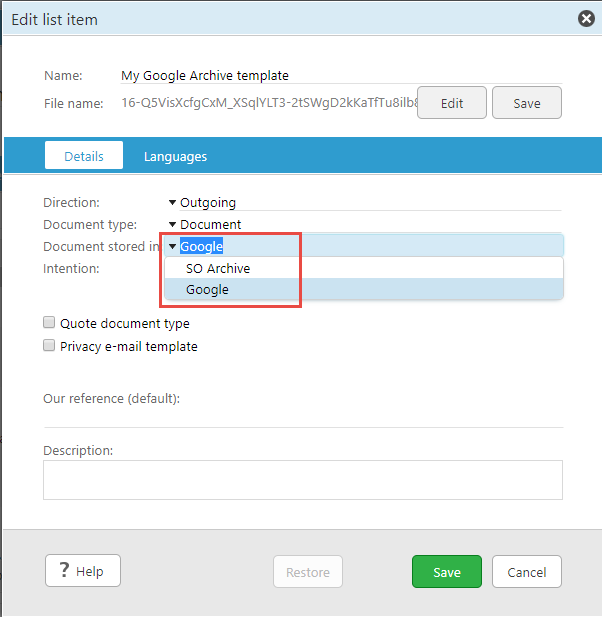 Edit list item
Name: My Google Archive template
File name: 16-Q5VisXcfgCxM_XSqlYLT3-2tSWgD2kKaTfTu8ilb8 Edit Save
Details Languages
Direction: Outgoing
Document type: Document
Document stored in Google
Intention: SO Archive
Google
Quote document type
Privacy e-mail template
Our reference (default):
Description:
? Help Restore Save Cancel